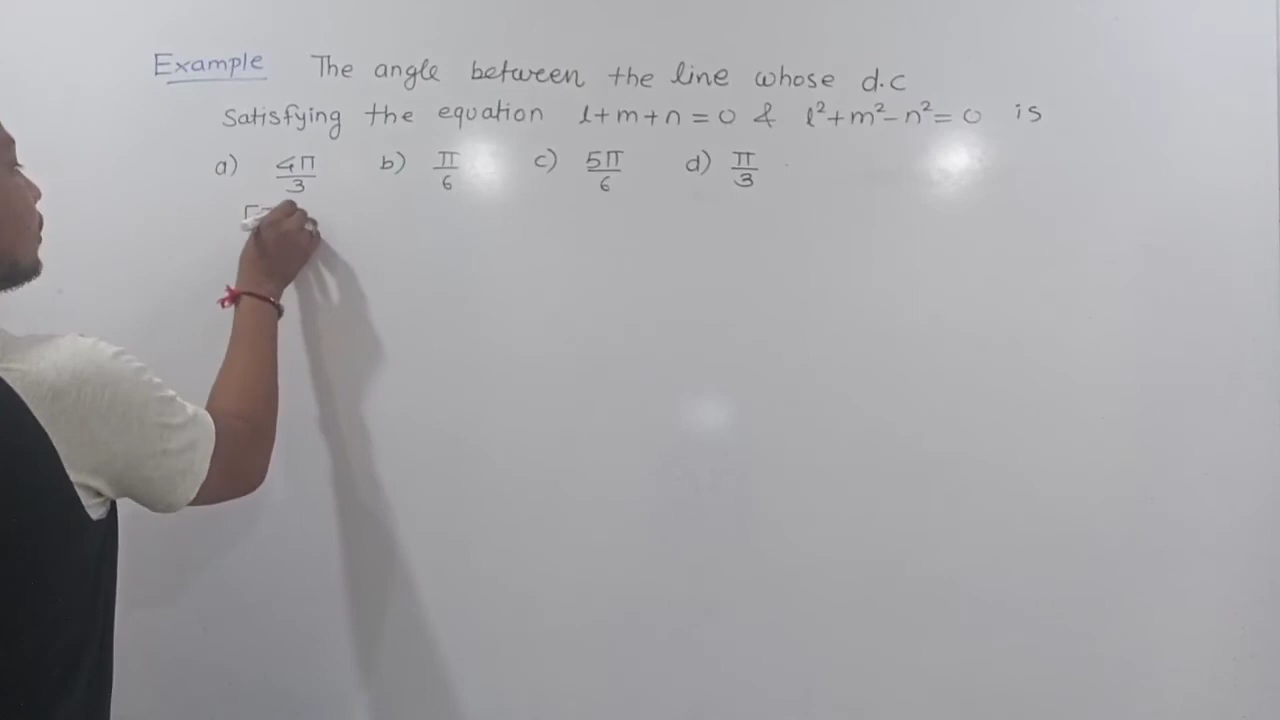 Example The angle between the line whose d.c
Satisfying the equation l+m+n=0 & l²+m²-n²=0 is
a) 4π/3 b) π/6 c) 5π/6 d) π/3